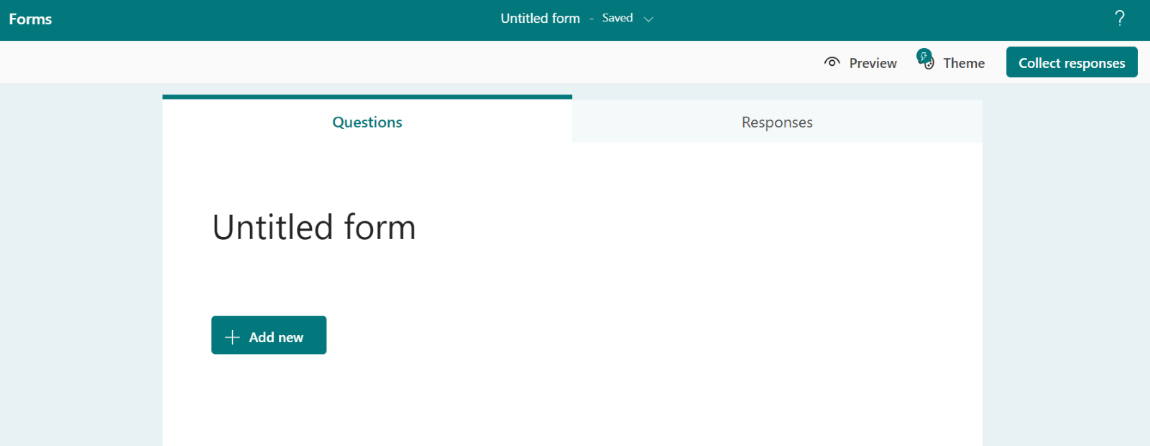 Forms
Untitled form - Saved
?
Preview
Theme
Collect responses
Questions
Responses
Untitled form
+ Add new